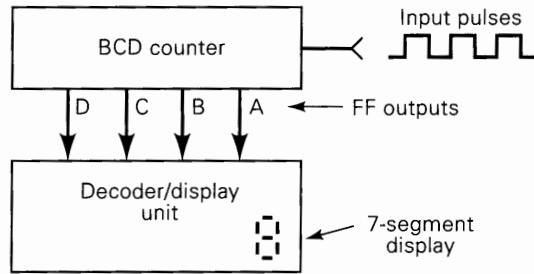 Input pulses
BCD counter
D C B A
FF outputs
Decoder/display
unit
7-segment
display